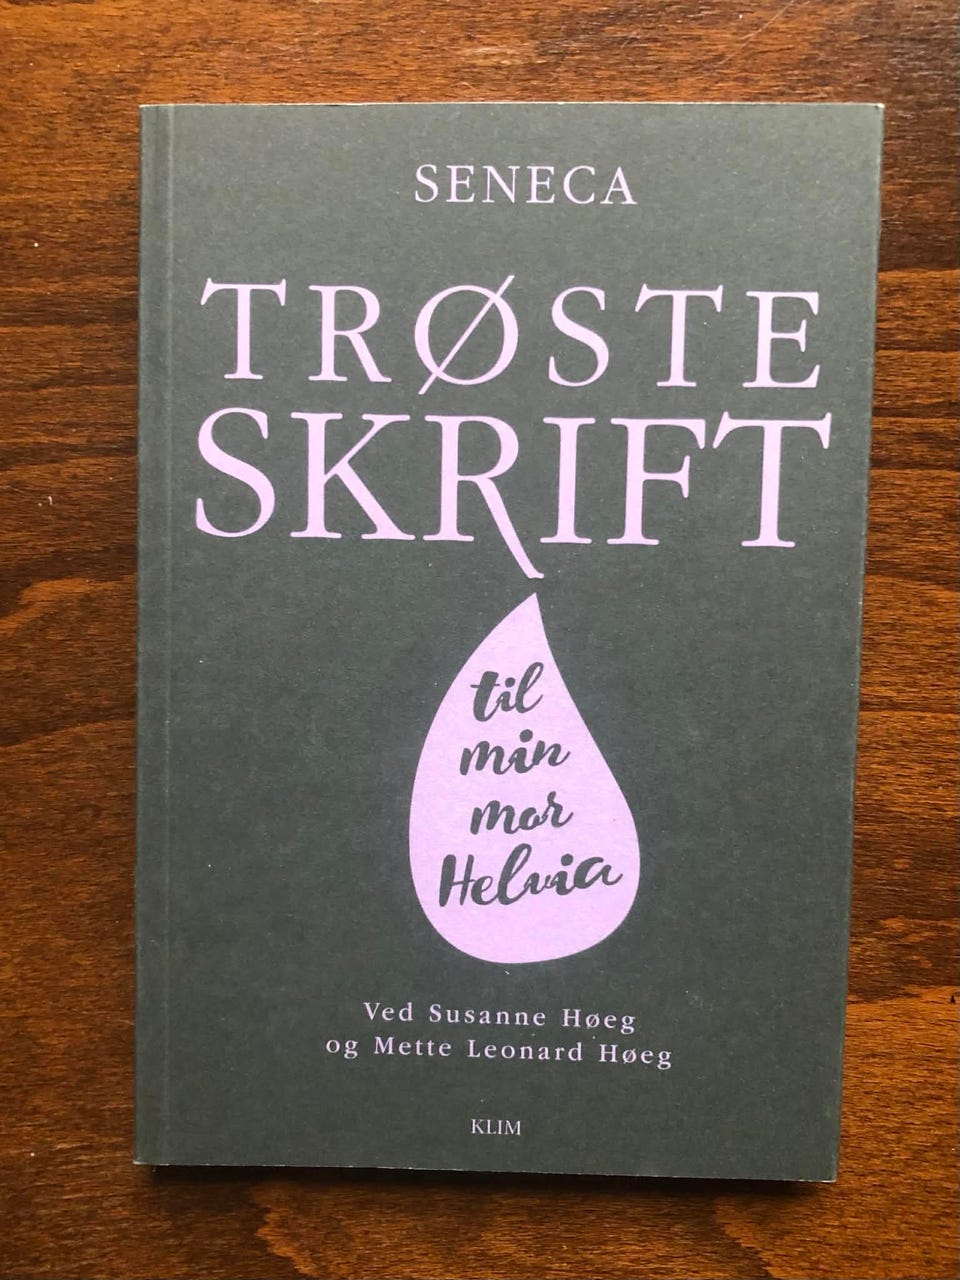 SENECA
TRØSTE
SKRIFT
til
min
mor
Helvia
Ved Susanne Høeg
og Mette Leonard Høeg
KLIM